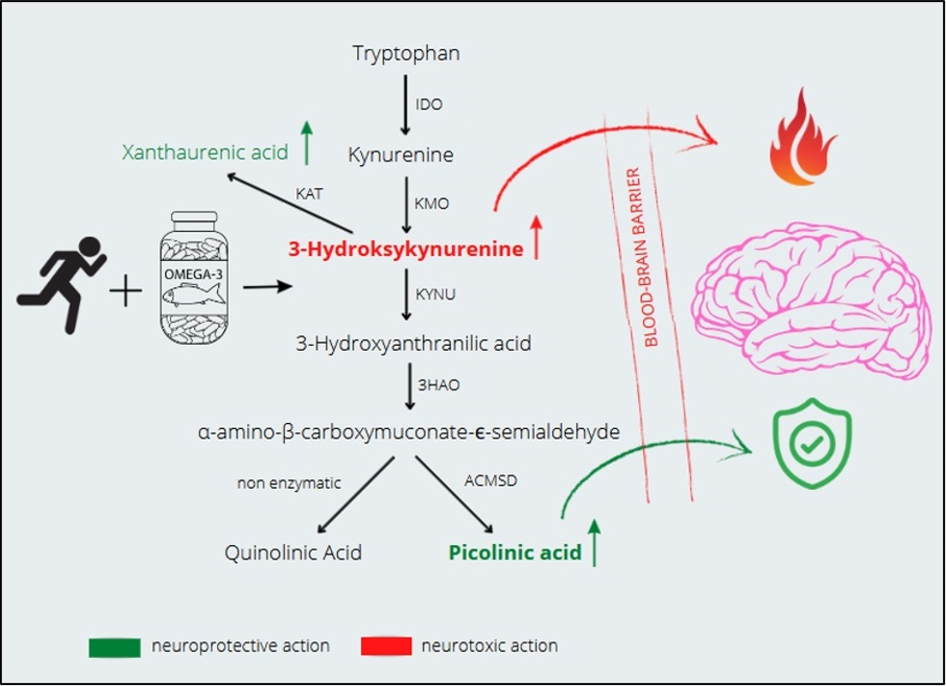 Tryptophan
IDO
Xanthaurenic acid
Kynurenine
KAT
KMO
3-Hydroksykynurenine
OMEGA-3
KYNU
BLOOD-BRAIN BARRIER
3-Hydroxyanthranilic acid
3HAO
α-amino-β-carboxymuconate-ϵ-semialdehyde
non enzymatic
ACMSD
Quinolinic Acid
Picolinic acid
neuroprotective action
neurotoxic action